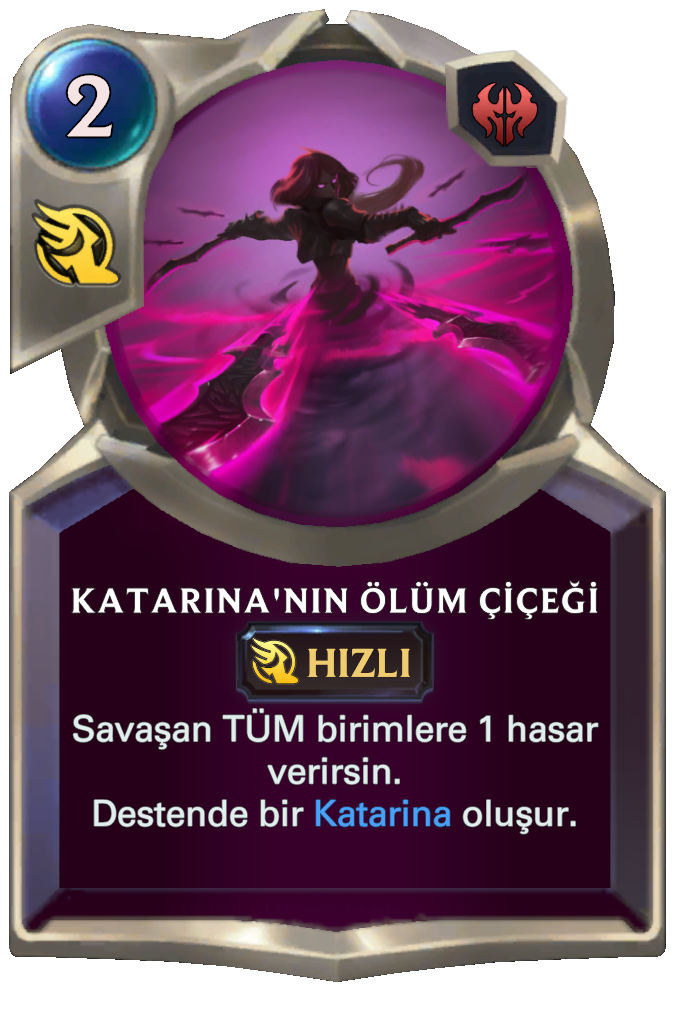 2
KATARINA'NIN ÖLÜM ÇİÇEĞİ
HIZLI
Savaşan TÜM birimlere 1 hasar
verirsin.
Destende bir Katarina oluşur.